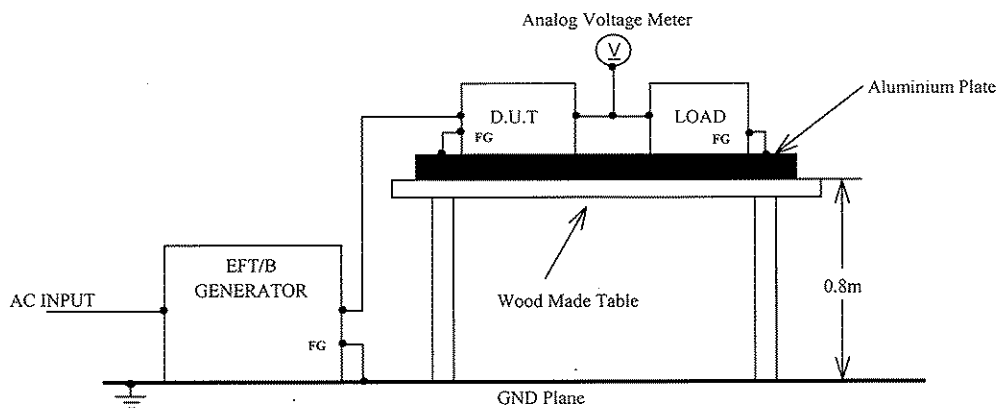 Analog Voltage Meter
V
Aluminium Plate
D.U.T
LOAD
FG
FG
EFT/B
GENERATOR
0.8m
AC INPUT
Wood Made Table
FG
GND Plane